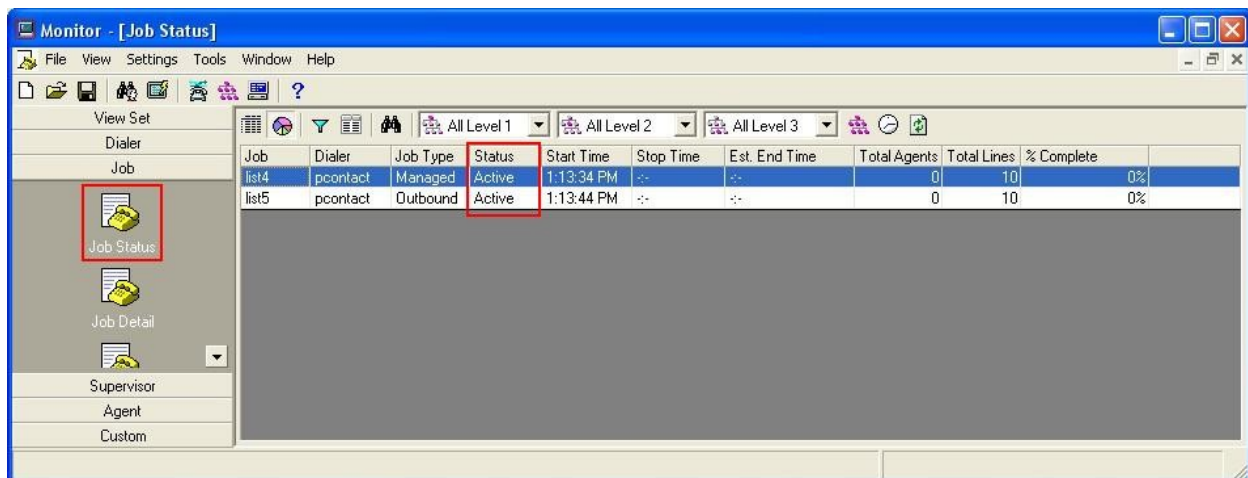 Monitor - [Job Status]
File View Settings Tools Window Help
View Set
Dialer
Job
Job Status
Job Detail
Supervisor
Agent
Custom
All Level 1 All Level 2 All Level 3
Job Dialer Job Type Status Start Time Stop Time Est. End Time Total Agents Total Lines % Complete
list4 pcontact Managed Active 1:13:34 PM -:- -:- 0 10 0%
list5 pcontact Outbound Active 1:13:44 PM -:- -:- 0 10 0%